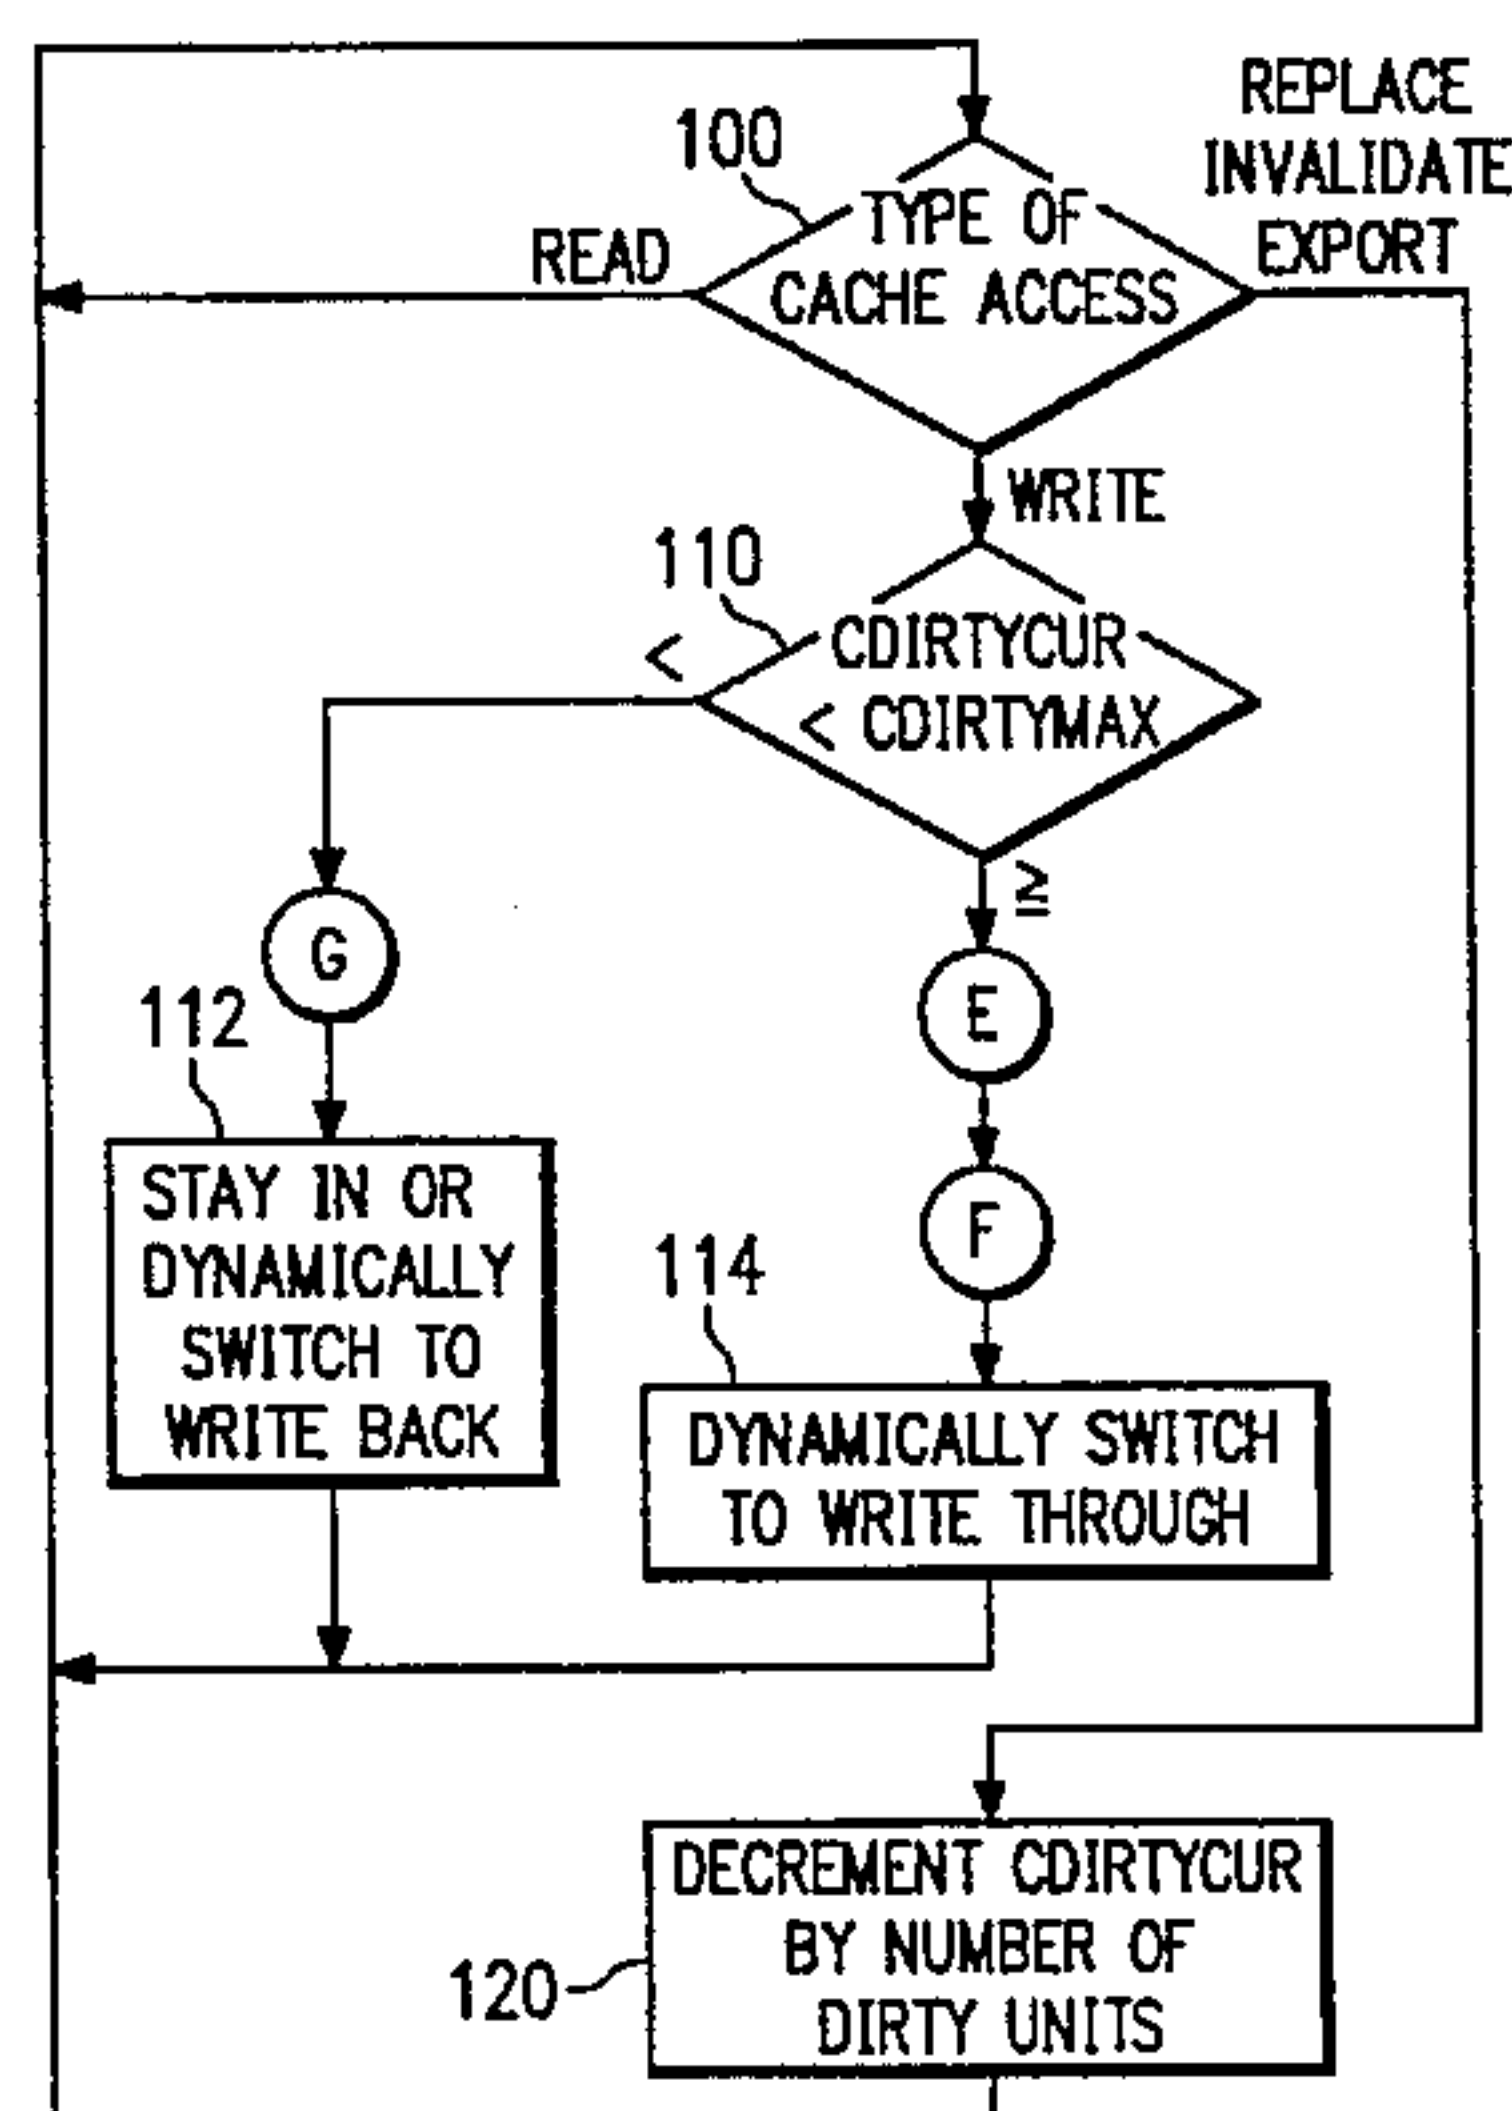 REPLACE
INVALIDATE
EXPORT
100
READ
TYPE OF
CACHE ACCESS
WRITE
110
<
CDIRTYCUR
< CDIRTYMAX
≥
G
E
112
F
STAY IN OR
DYNAMICALLY
SWITCH TO
WRITE BACK
114
DYNAMICALLY SWITCH
TO WRITE THROUGH
DECREMENT CDIRTYCUR
BY NUMBER OF
DIRTY UNITS
120